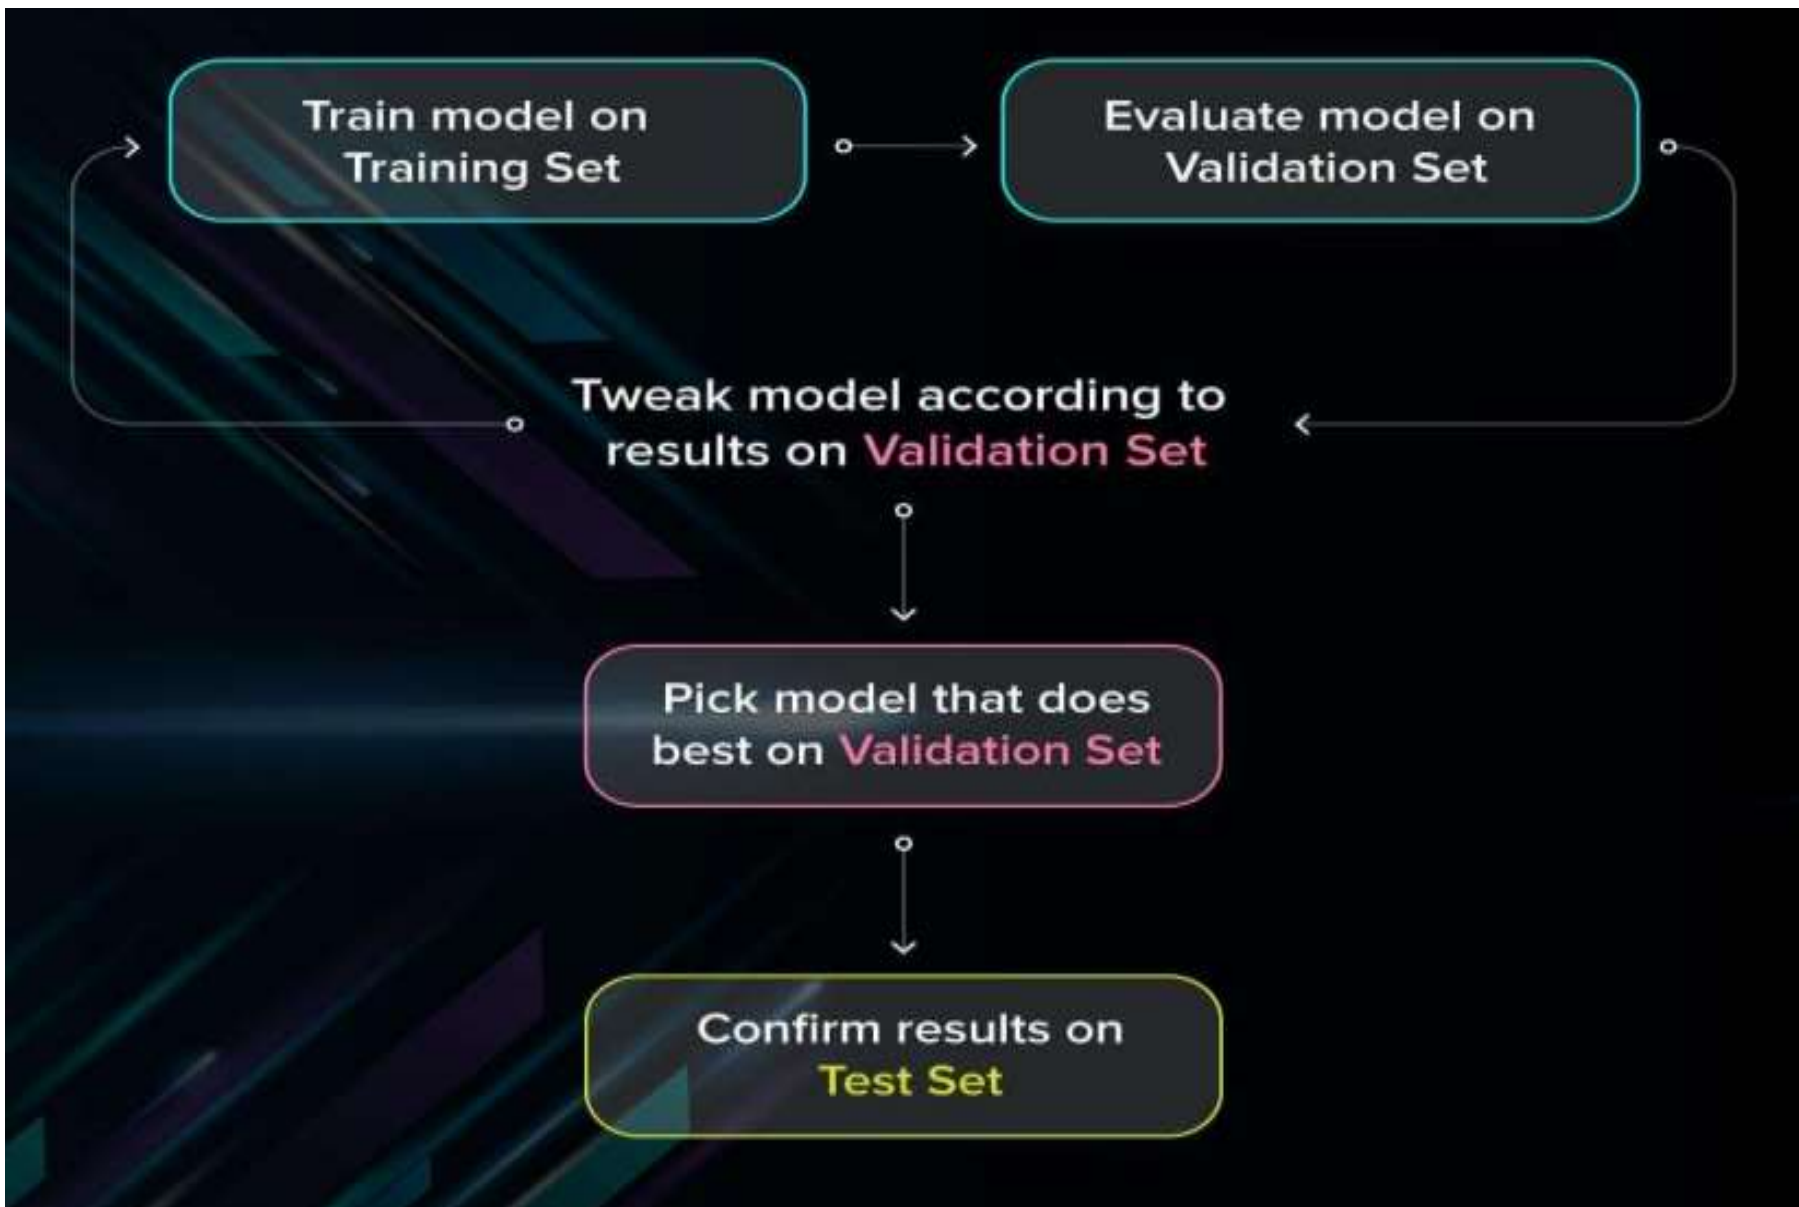 Train model on
Training Set
Evaluate model on
Validation Set
Tweak model according to
results on Validation Set
Pick model that does
best on Validation Set
Confirm results on
Test Set